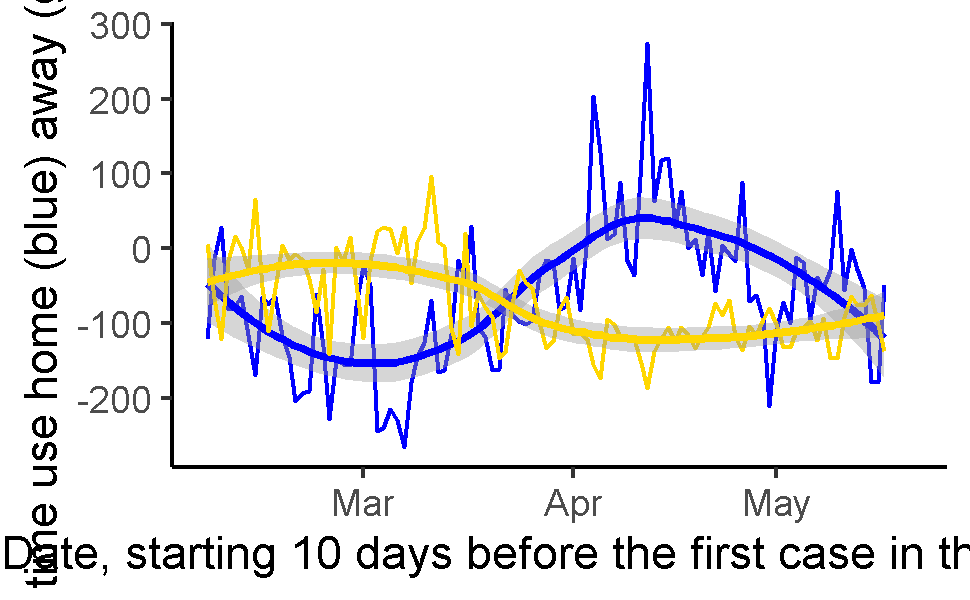 time use home (blue) away (
300
200
100
0
-100
-200
Mar Apr May
Date, starting 10 days before the first case in th